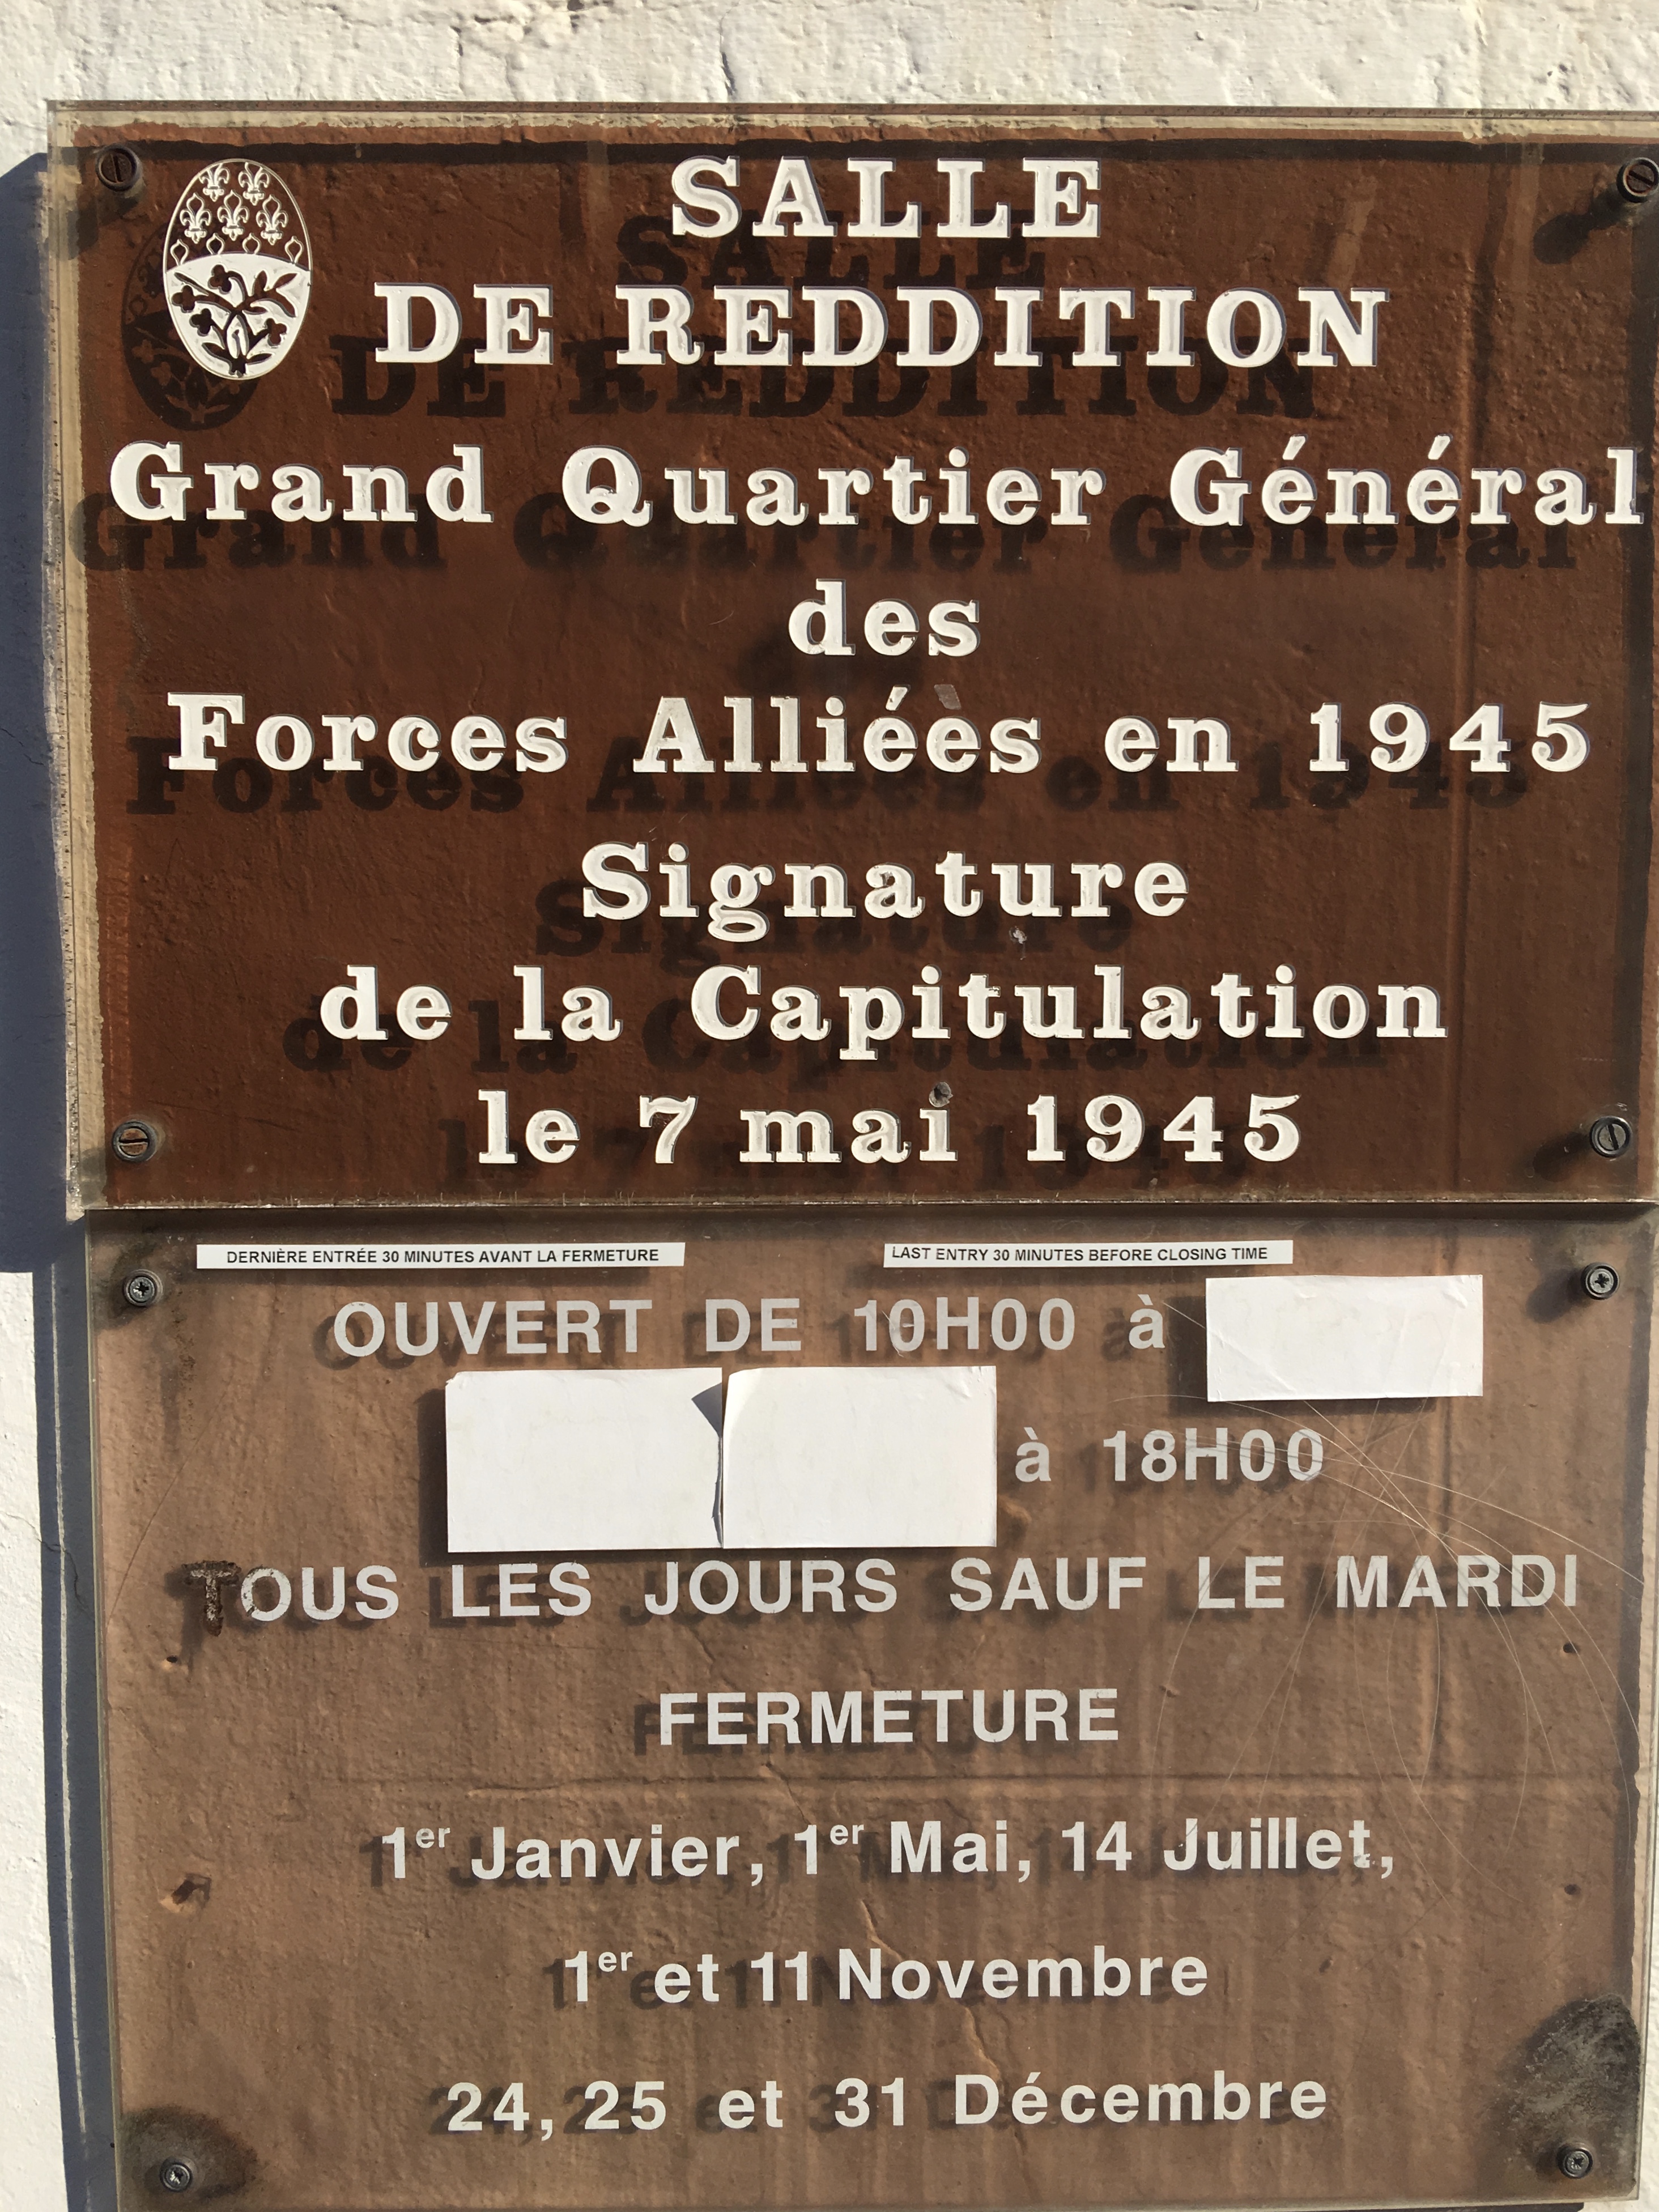 SALLE
DE REDDITION
Grand Quartier Général
des
Forces Alliées en 1945
Signature
de la Capitulation
le 7 mai 1945
DERNIÈRE ENTRÉE 30 MINUTES AVANT LA FERMETURE
LAST ENTRY 30 MINUTES BEFORE CLOSING TIME
OUVERT DE 10H00 à
à 18H00
TOUS LES JOURS SAUF LE MARDI
FERMETURE
1er Janvier, 1er Mai, 14 Juillet,
1er et 11 Novembre
24, 25 et 31 Décembre